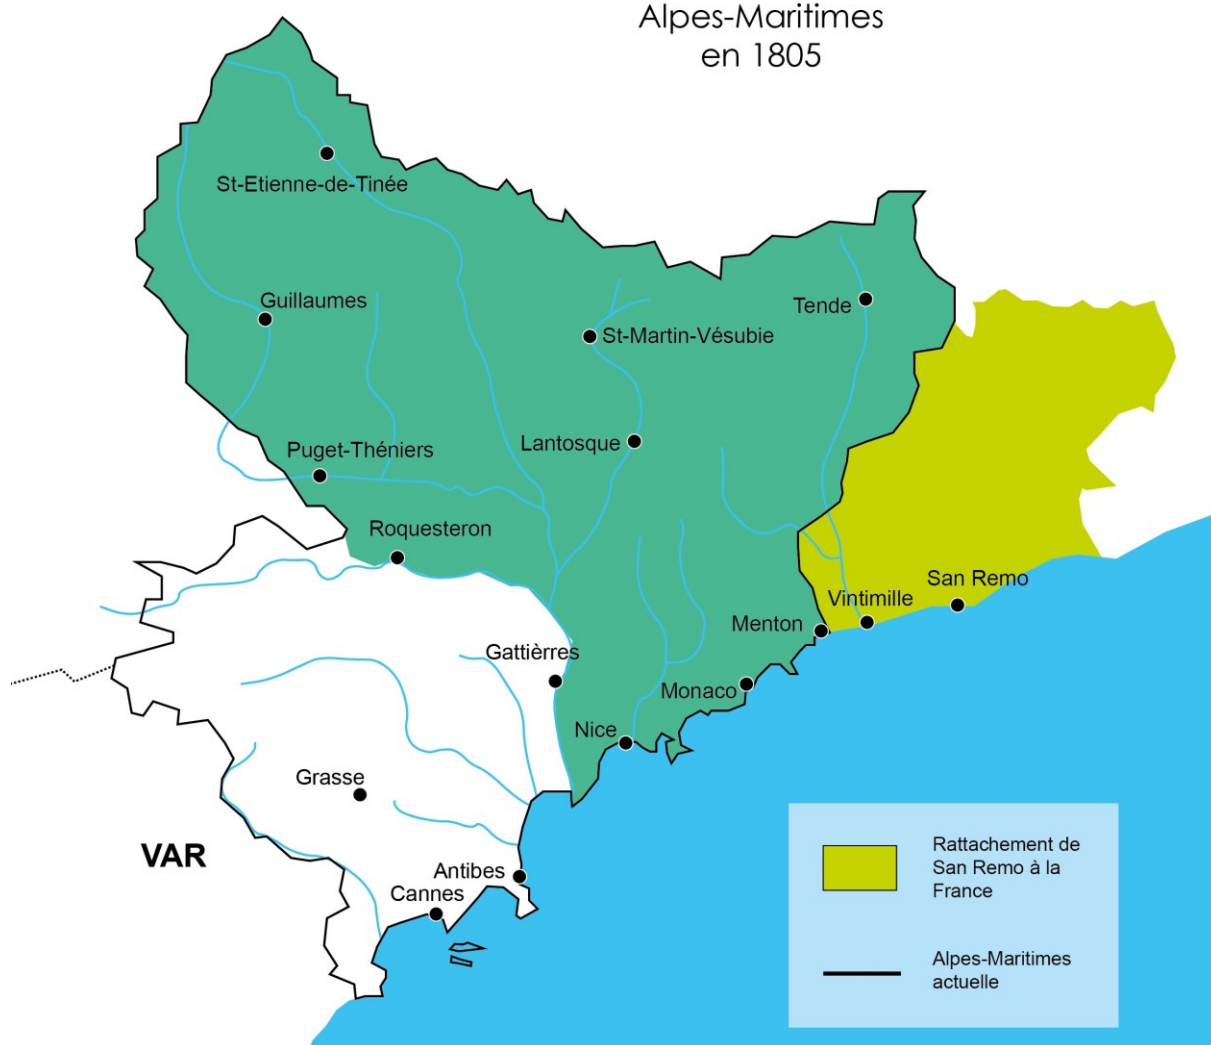 Alpes-Maritimes
en 1805
St-Etienne-de-Tinée
Guillaumes
Tende
St-Martin-Vésubie
Lantosque
Puget-Théniers
Roquesteron
San Remo
Vintimille
Menton
Gattièrres
Monaco
Nice
Grasse
VAR
Antibes
Cannes
Rattachement de
San Remo à la
France
Alpes-Maritimes
actuelle